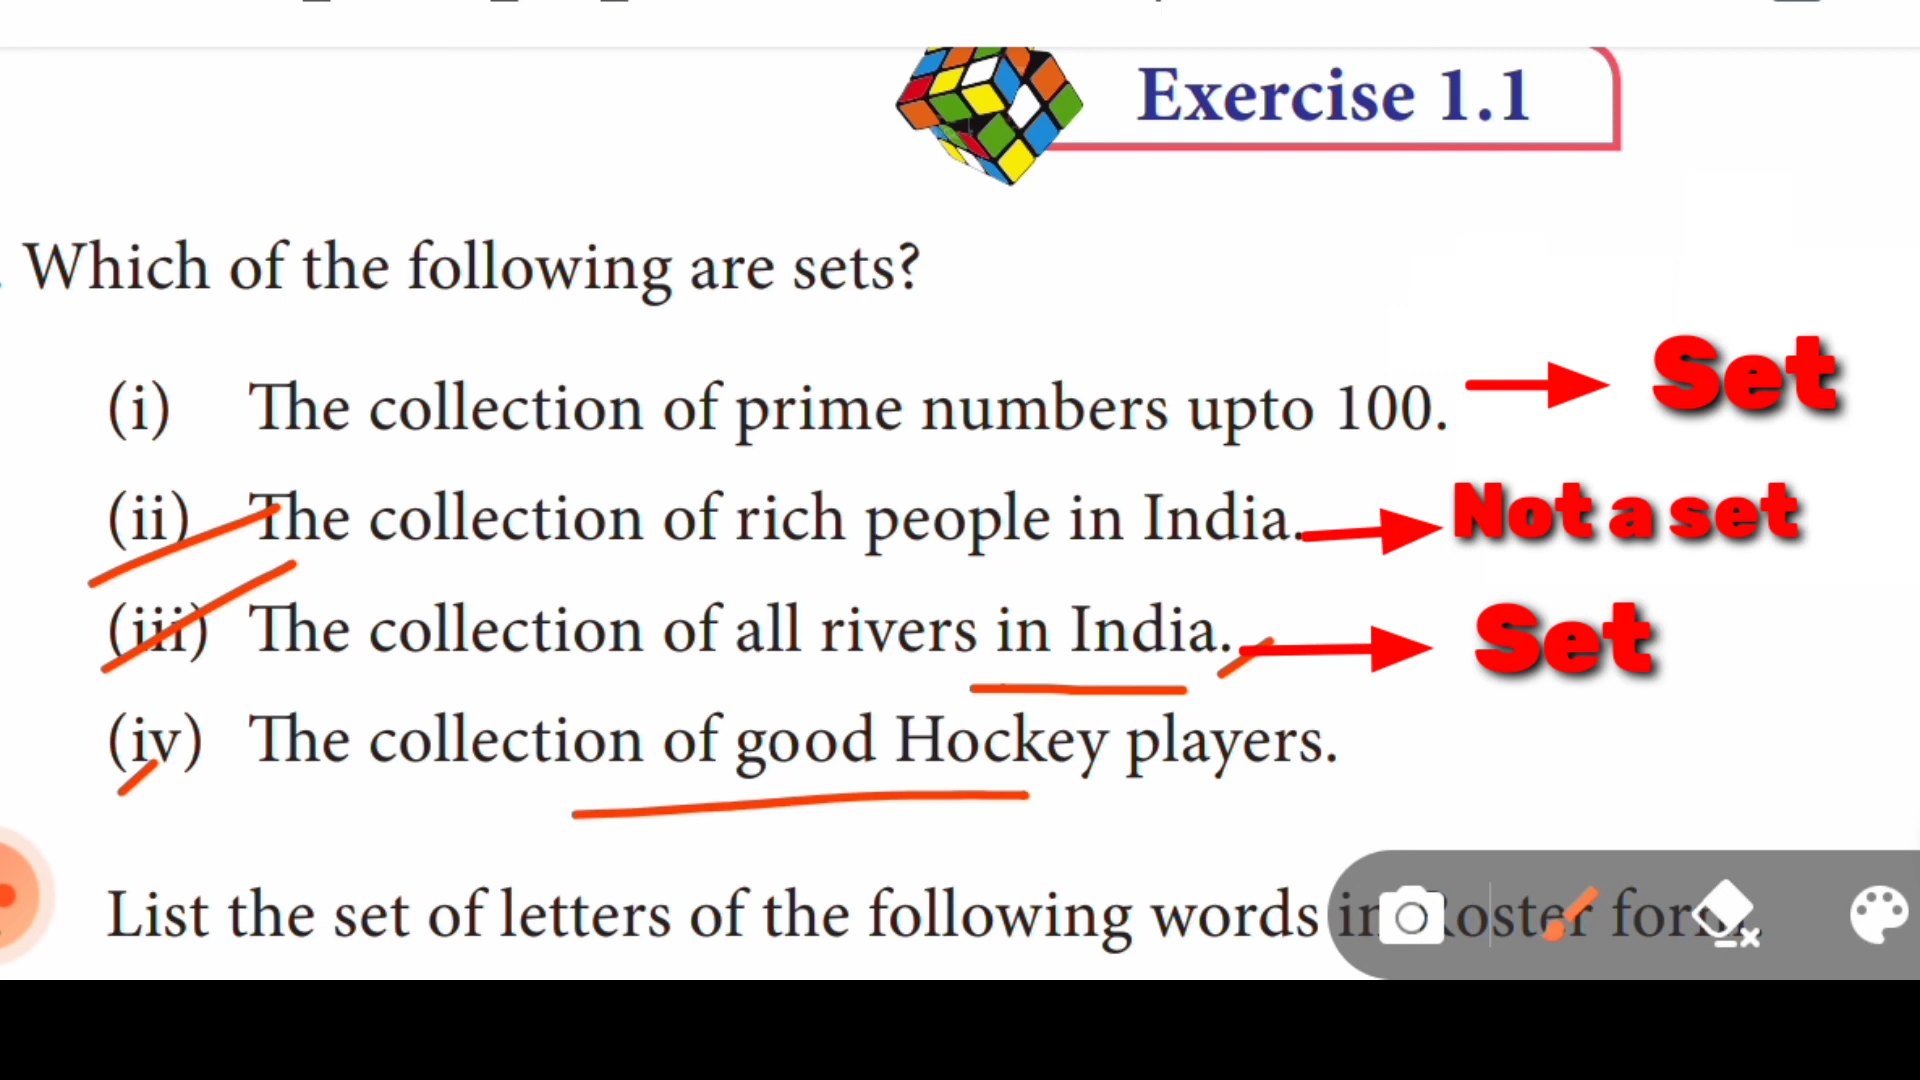 Exercise 1.1
Which of the following are sets?
(i) The collection of prime numbers upto 100. Set
(ii) The collection of rich people in India. Not a set
(iii) The collection of all rivers in India. Set
(iv) The collection of good Hockey players.
List the set of letters of the following words in Roster form.